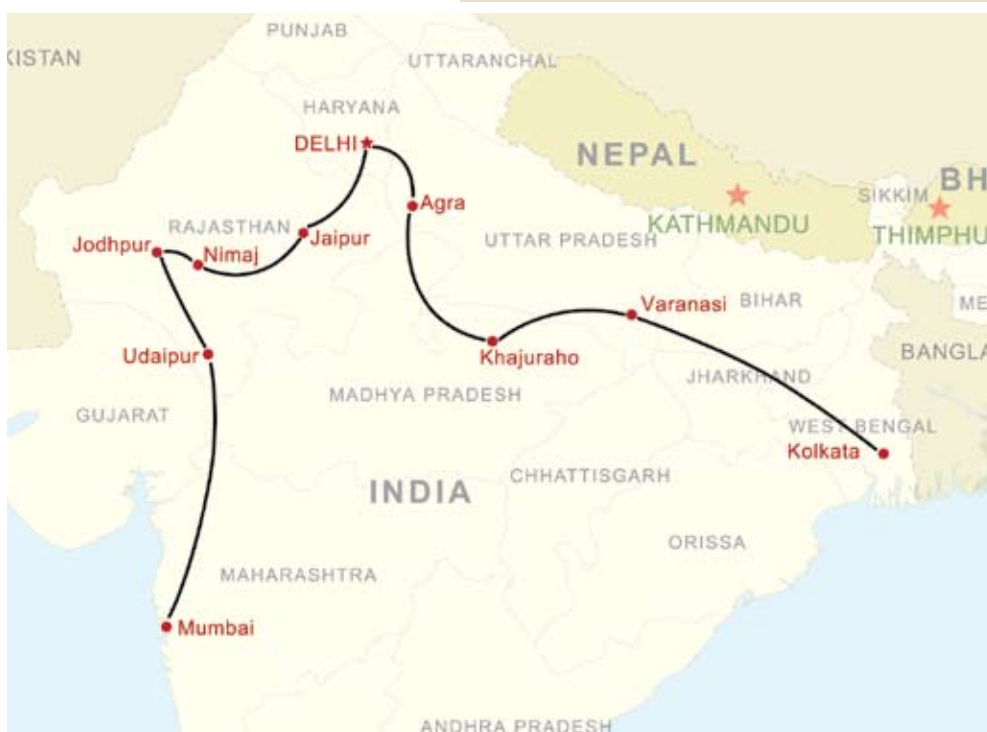 PUNJAB
KISTAN
UTTARANCHAL
HARYANA
DELHI
NEPAL
SIKKIM
BH
Agra
RAJASTHAN
Jaipur
KATHMANDU
THIMPHU
UTTAR PRADESH
Jodhpur
Nimaj
Varanasi
BIHAR
ME
Udaipur
Khajuraho
BANGLA
JHARKHAND
MADHYA PRADESH
GUJARAT
WEST BENGAL
Kolkata
CHHATTISGARH
INDIA
ORISSA
MAHARASHTRA
Mumbai
ANDHRA PRADESH